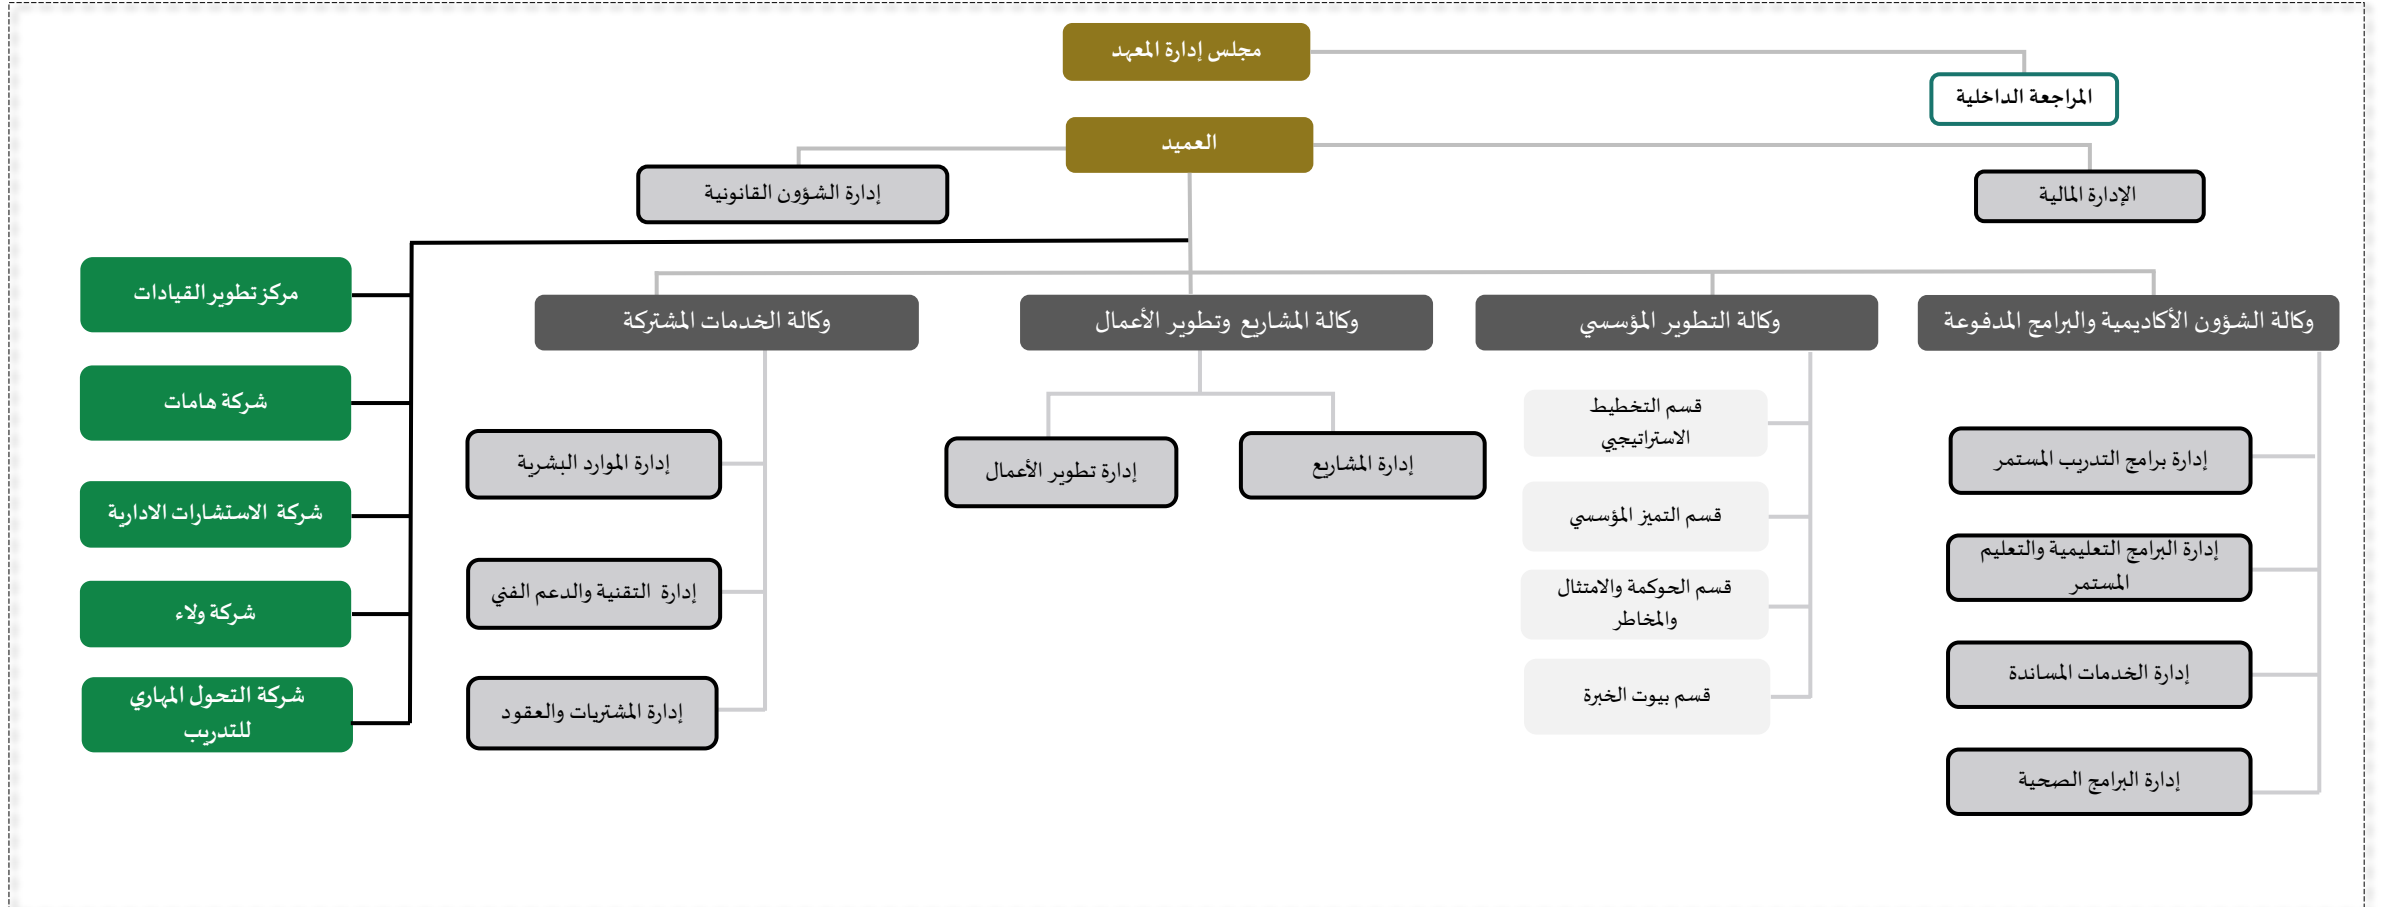 مجلس إدارة المعهد
المراجعة الداخلية
العميد
الإدارة المالية
إدارة الشؤون القانونية
وكالة الشؤون الأكاديمية والبرامج المدفوعة
وكالة التطوير المؤسسي
وكالة المشاريع وتطوير الأعمال
وكالة الخدمات المشتركة
إدارة برامج التدريب المستمر
إدارة البرامج التعليمية والتعليم
المستمر
إدارة الخدمات المساندة
إدارة البرامج الصحية
قسم التخطيط
الاستراتيجي
قسم التميز المؤسسي
قسم الحوكمة والامتثال
والمخاطر
قسم بيوت الخبرة
إدارة المشاريع
إدارة تطوير الأعمال
إدارة الموارد البشرية
إدارة التقنية والدعم الفني
إدارة المشتريات والعقود
مركز تطوير القيادات
شركة هامات
شركة الاستشارات الادارية
شركة ولاء
شركة التحول المهاري
للتدريب